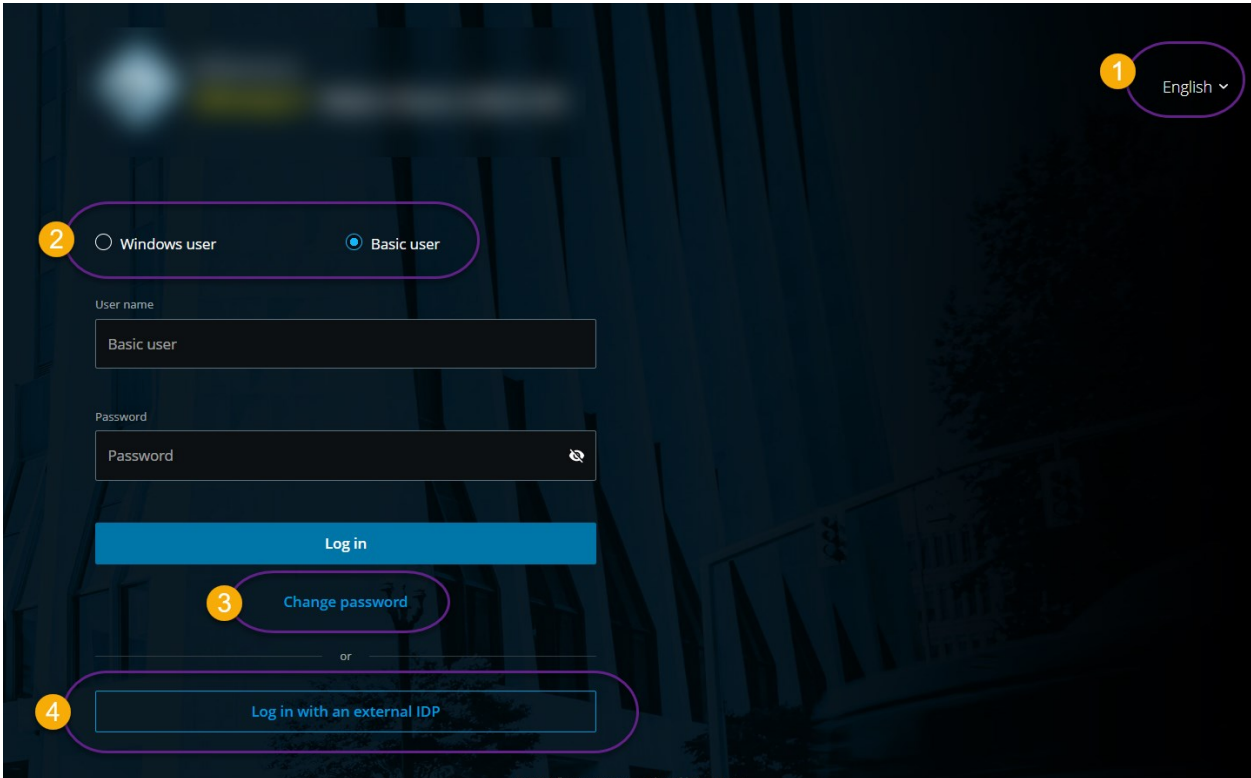 1
English
2
Windows user Basic user
User name
Basic user
Password
Password
Log in
3
Change password
or
4
Log in with an external IDP